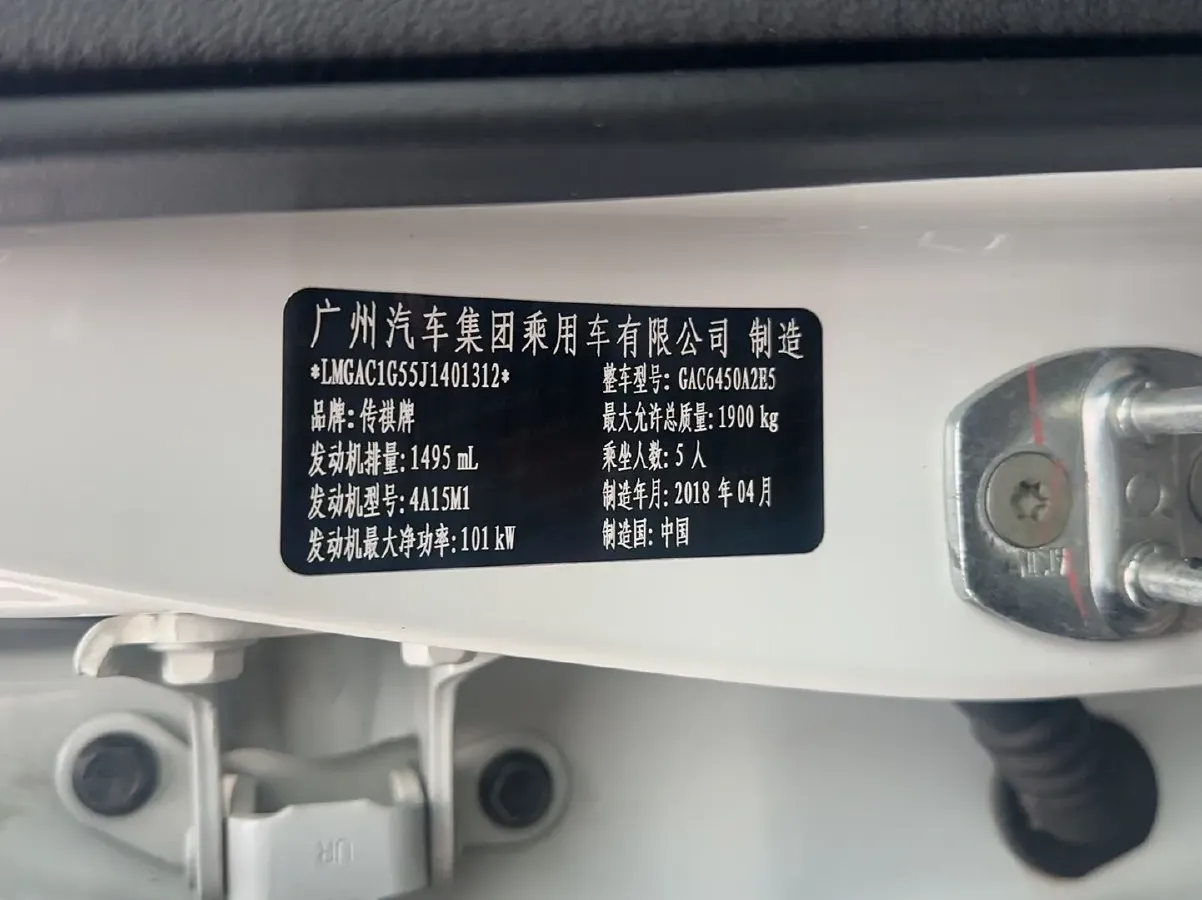 广州汽车集团乘用车有限公司 制造
*LMGAC1G55J1401312*
整车型号: GAC6450A2E5
品牌: 传祺牌
最大允许总质量: 1900 kg
发动机排量: 1495 mL
乘坐人数: 5 人
发动机型号: 4A15M1
制造年月: 2018 年 04 月
发动机最大净功率: 101 kW
制造国: 中国
UR